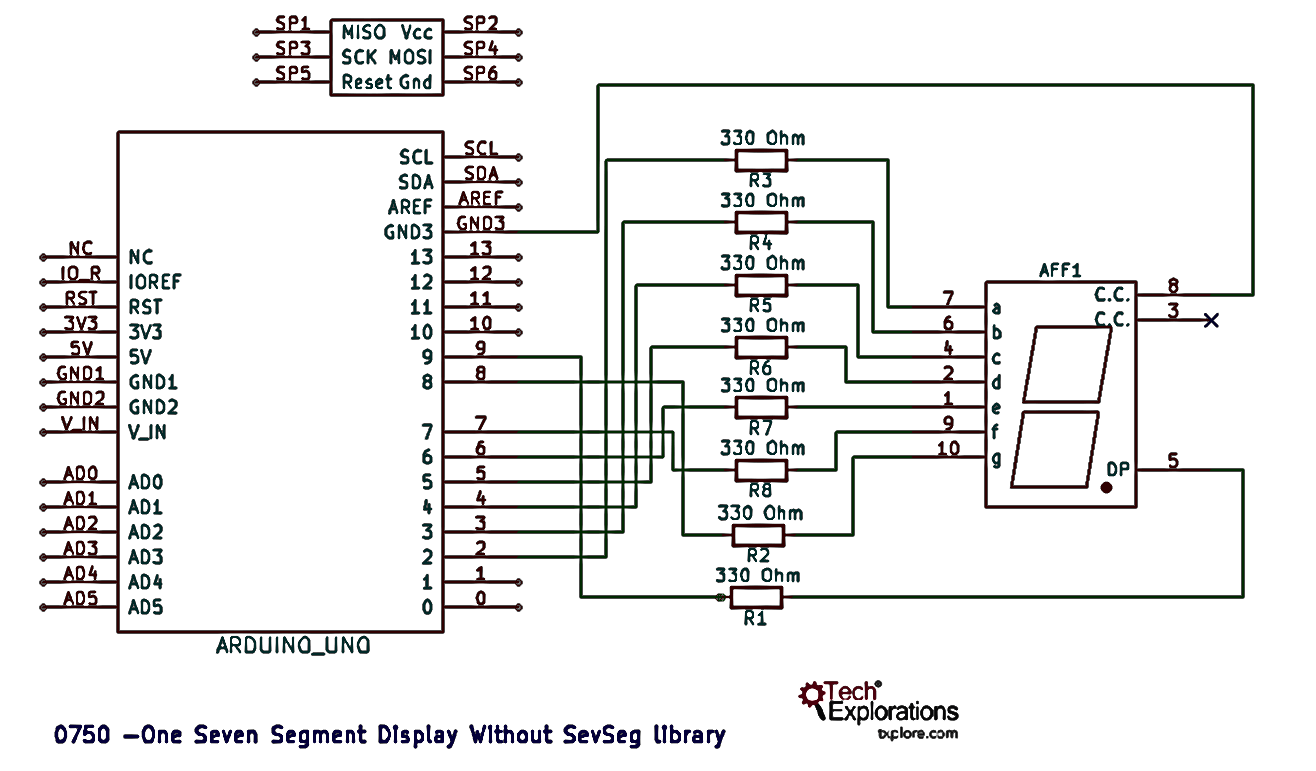 SP1 MISO Vcc SP2
SP3 SCK MOSI SP4
SP5 Reset Gnd SP6
330 Ohm
R3
330 Ohm
R4
330 Ohm
R5
330 Ohm
R6
330 Ohm
R7
330 Ohm
R8
330 Ohm
R2
330 Ohm
R1
SCL SCL
SDA SDA
AREF AREF
GND3 GND3
13 13
12 12
11 11
10 10
9 9
8 8
7 7
6 6
5 5
4 4
3 3
2 2
1 1
0 0
NC NC
IO_R IOREF
RST RST
3V3 3V3
5V 5V
GND1 GND1
GND2 GND2
V_IN V_IN
AD0 AD0
AD1 AD1
AD2 AD2
AD3 AD3
AD4 AD4
AD5 AD5
ARDUINO_UNO
AFF1
7 a
6 b
4 c
2 d
1 e
9 f
10 g
C.C. 8
C.C. 3
DP 5
Tech
Explorations
txplore.com
0750 -One Seven Segment Display Without SevSeg library